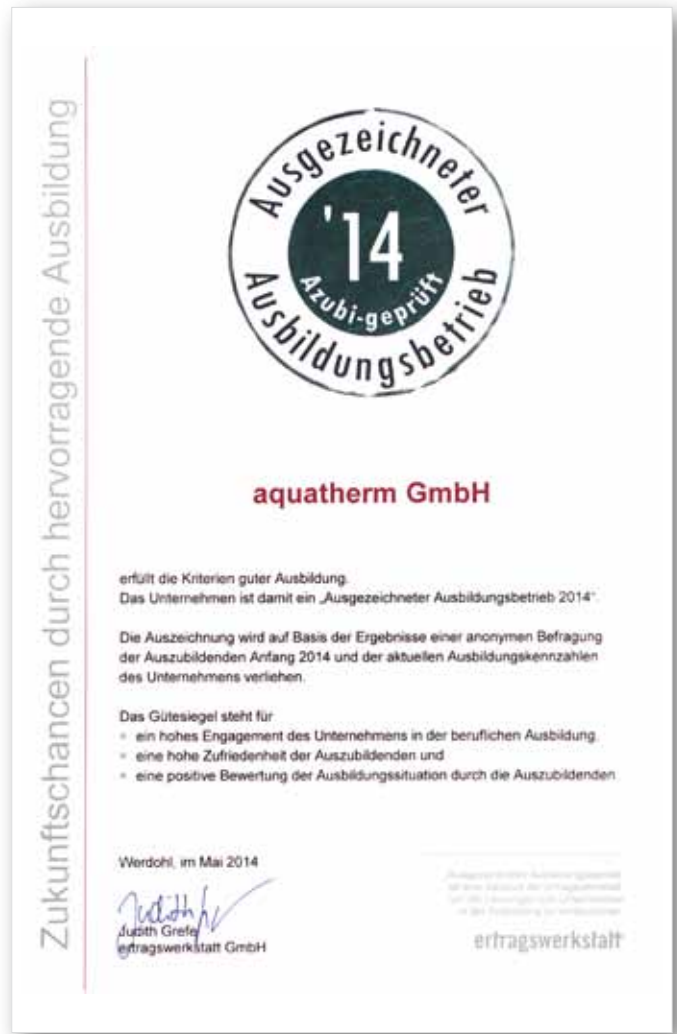 Zukunftschancen durch hervorragende Ausbildung
Ausgezeichneter
'14
Azubi-geprüft
Ausbildungsbetrieb
aquatherm GmbH
erfüllt die Kriterien guter Ausbildung.
Das Unternehmen ist damit ein „Ausgezeichneter Ausbildungsbetrieb 2014“.
Die Auszeichnung wird auf Basis der Ergebnisse einer anonymen Befragung
der Auszubildenden Anfang 2014 und der aktuellen Ausbildungskennzahlen
des Unternehmens verliehen.
Das Gütesiegel steht für
ein hohes Engagement des Unternehmens in der beruflichen Ausbildung,
eine hohe Zufriedenheit der Auszubildenden und
eine positive Bewertung der Ausbildungssituation durch die Auszubildenden
Werdohl, im Mai 2014
Judith Grefe
ertragswerkstatt GmbH
ertragswerkstatt